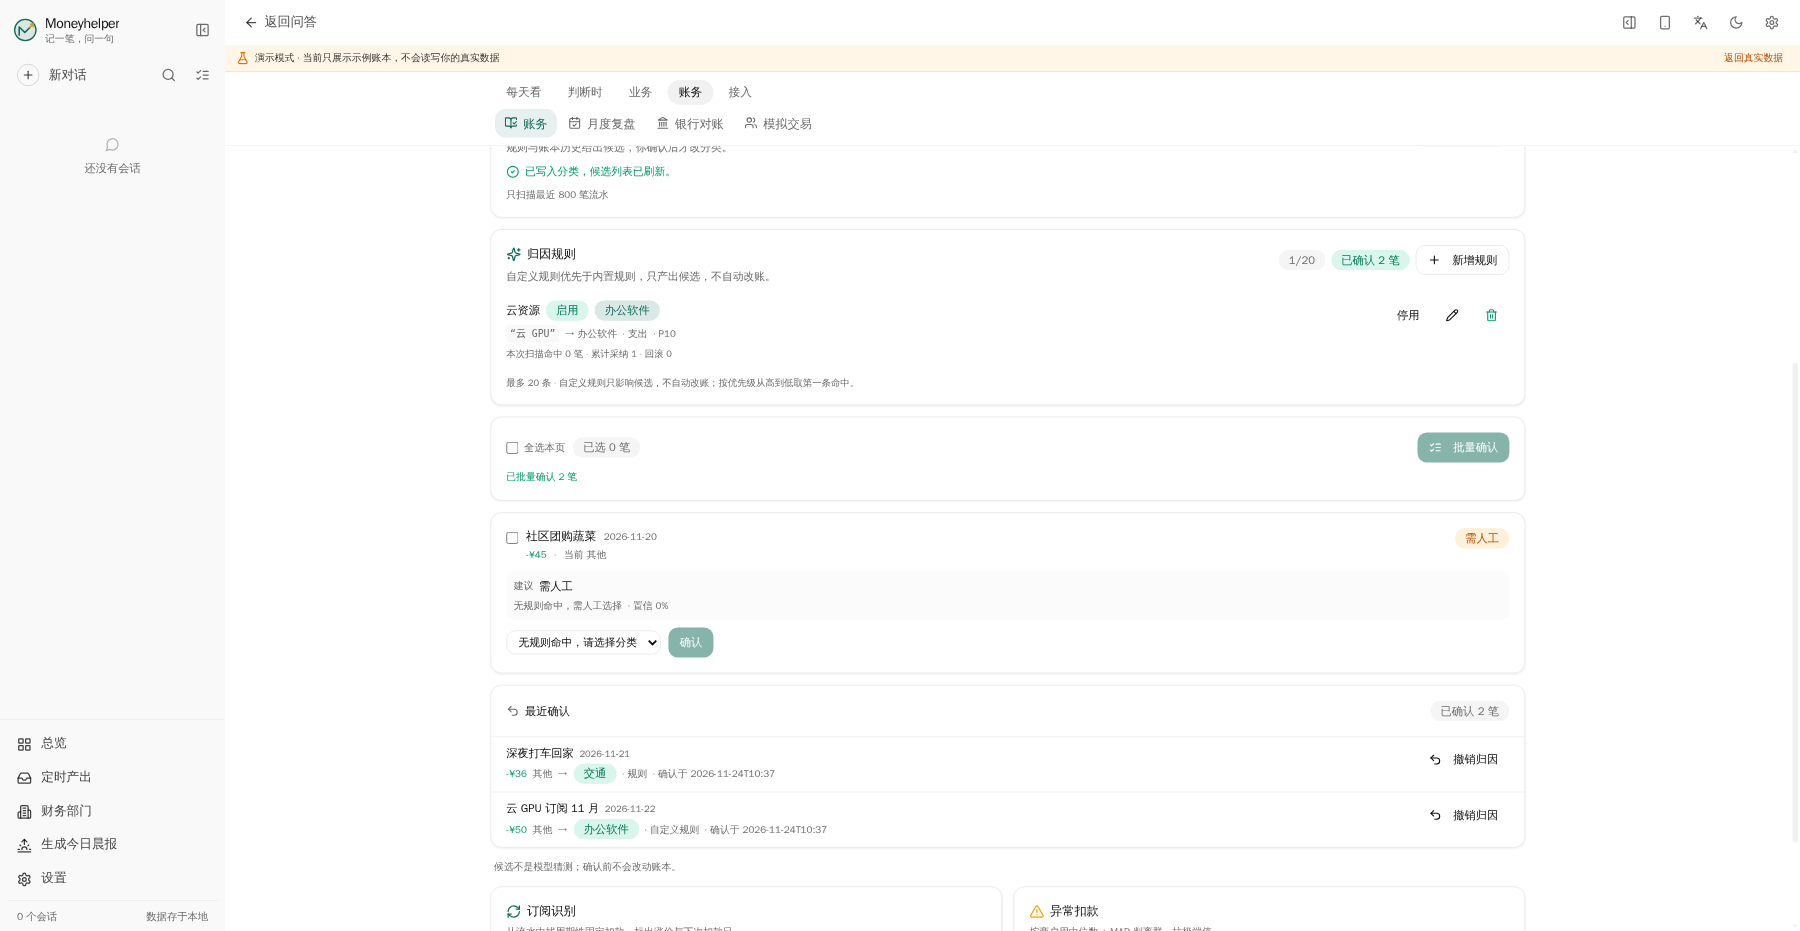 Moneyhelper
记一笔，问一句
新对话
还没有会话
总览
定时产出
财务部门
生成今日晨报
设置
0 个会话
数据存于本地
返回问答
演示模式 · 当前只展示示例账本，不会读写你的真实数据
返回真实数据
每天看 判断时 业务 账务 接入
账务 月度复盘 银行对账 模拟交易
规则与账本历史给出候选，你确认后才改分类。
已写入分类，候选列表已刷新。
只扫描最近 800 笔流水
归因规则
自定义规则优先于内置规则，只产出候选，不自动改账。
1/20 已确认 2 笔 新增规则
云资源 启用 办公软件
“云 GPU” → 办公软件 · 支出 · P10
本次扫描命中 0 笔 · 累计采纳 1 · 回滚 0
停用
最多 20 条 · 自定义规则只影响候选，不自动改账；按优先级从高到低取第一条命中。
全选本页 已选 0 笔 批量确认
已批量确认 2 笔
社区团购蔬菜 2026-11-20 需人工
-¥45 · 当前 其他
建议 需人工
无规则命中，需人工选择 · 置信 0%
无规则命中，请选择分类 确认
最近确认 已确认 2 笔
深夜打车回家 2026-11-21
-¥36 其他 → 交通 · 规则 · 确认于 2026-11-24T10:37
撤销归因
云 GPU 订阅 11 月 2026-11-22
-¥50 其他 → 办公软件 · 自定义规则 · 确认于 2026-11-24T10:37
撤销归因
候选不是模型猜测；确认前不会改动账本。
订阅识别
异常扣款